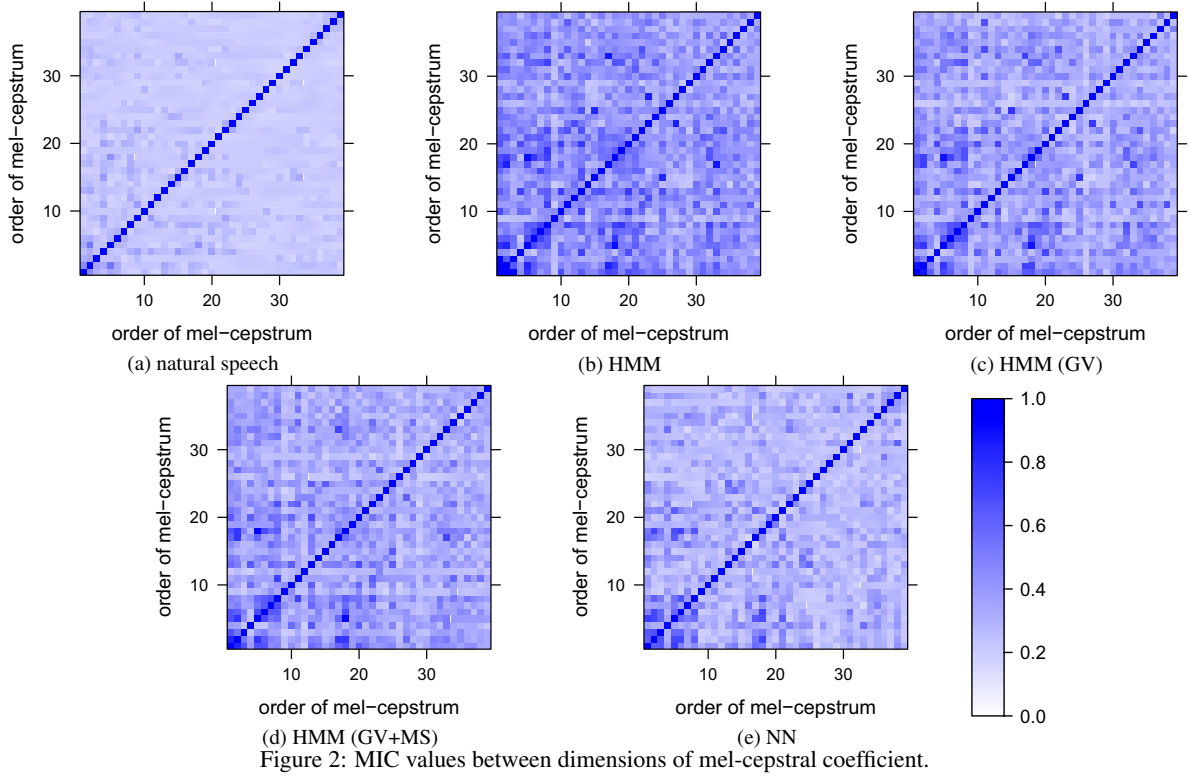 order of mel−cepstrum
30
20
10
10 20 30
order of mel−cepstrum
(a) natural speech
order of mel−cepstrum
30
20
10
10 20 30
order of mel−cepstrum
(b) HMM
order of mel−cepstrum
30
20
10
10 20 30
order of mel−cepstrum
(c) HMM (GV)
order of mel−cepstrum
30
20
10
10 20 30
order of mel−cepstrum
(d) HMM (GV+MS)
order of mel−cepstrum
30
20
10
10 20 30
order of mel−cepstrum
(e) NN
1.0
0.8
0.6
0.4
0.2
0.0
Figure 2: MIC values between dimensions of mel-cepstral coefficient.